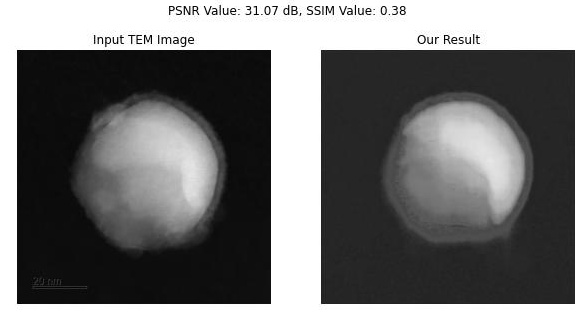 PSNR Value: 31.07 dB, SSIM Value: 0.38
Input TEM Image
Our Result
20 nm